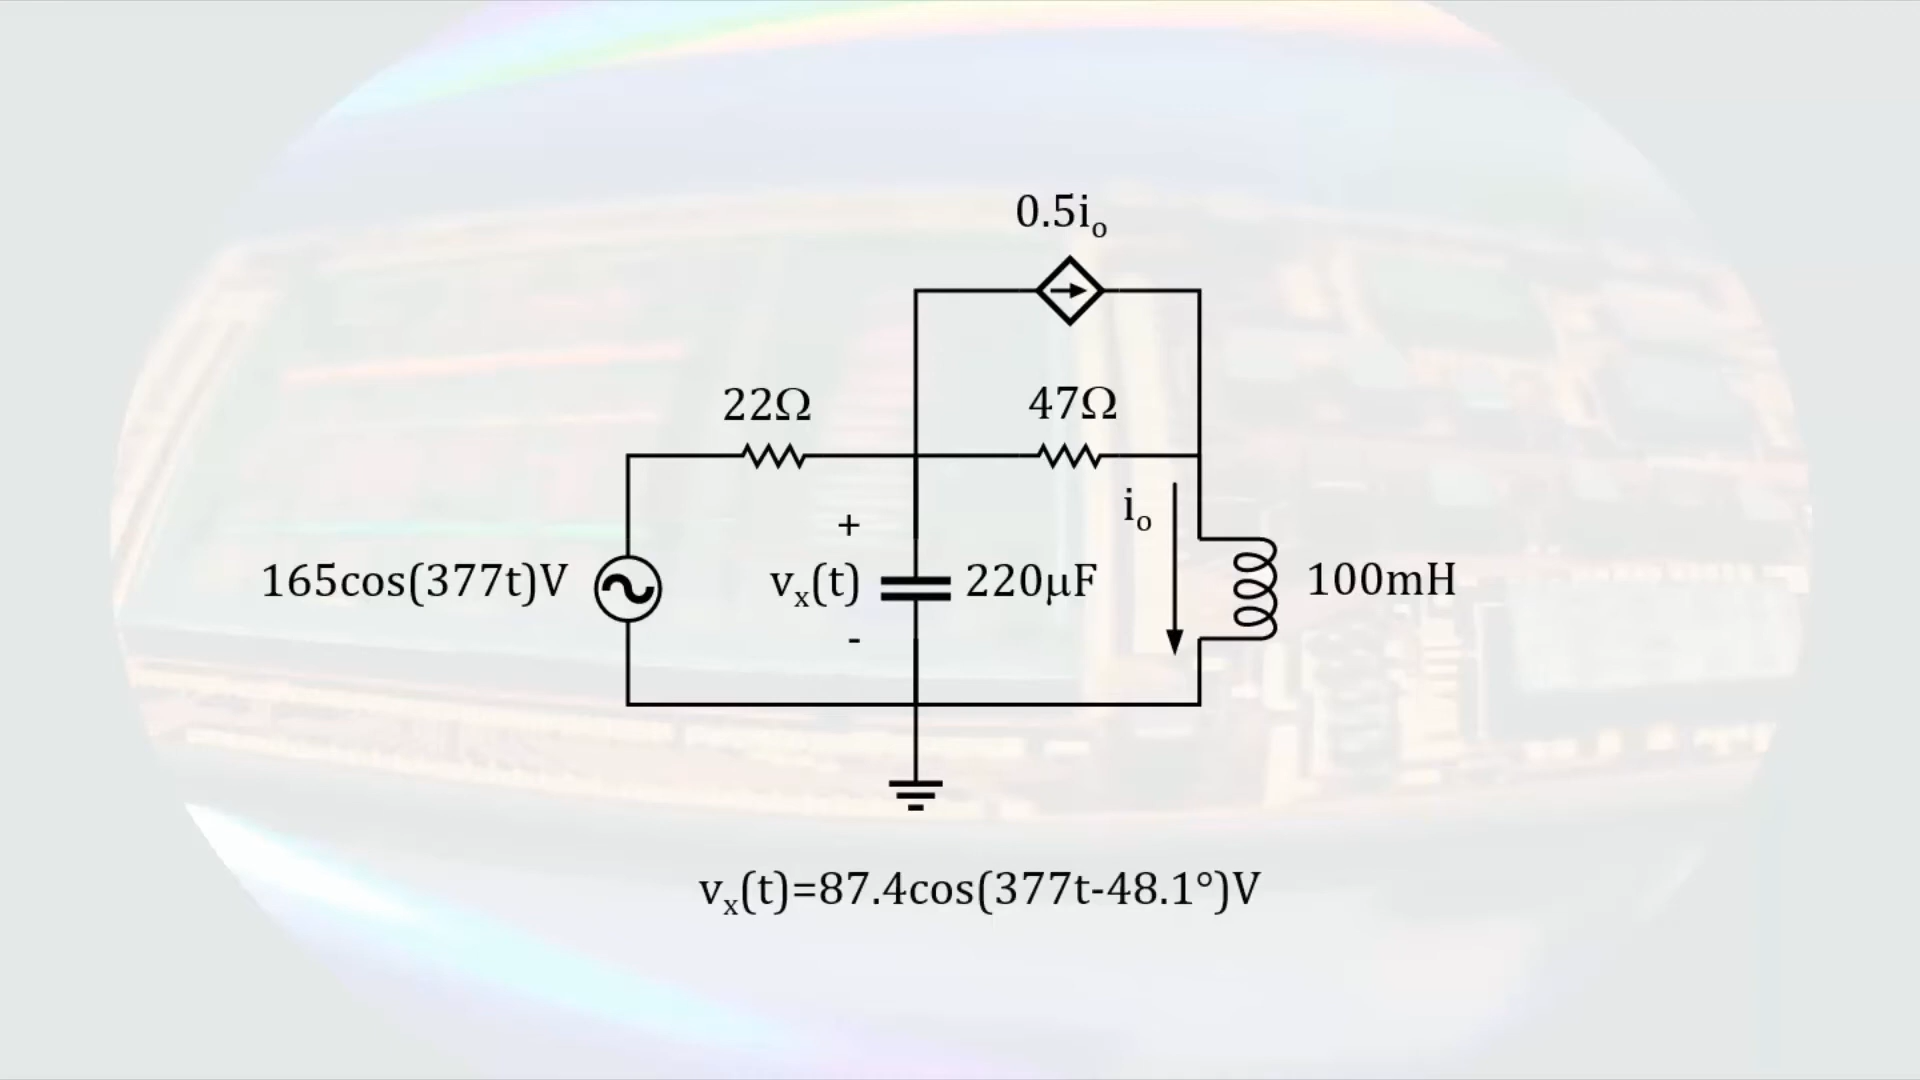 0.5iₒ
22Ω
47Ω
iₒ
+
165cos(377t)V
vₓ(t)
220μF
100mH
-
vₓ(t)=87.4cos(377t-48.1°)V